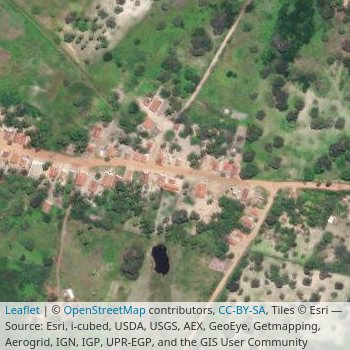 Leaflet | © OpenStreetMap contributors, CC-BY-SA, Tiles © Esri —
Source: Esri, i-cubed, USDA, USGS, AEX, GeoEye, Getmapping,
Aerogrid, IGN, IGP, UPR-EGP, and the GIS User Community